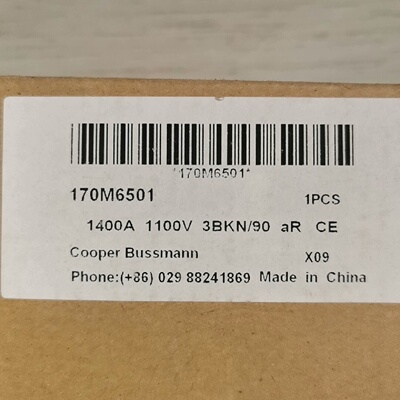 *170M6501*
170M6501 1PCS
1400A 1100V 3BKN/90 aR CE
Cooper Bussmann X09
Phone:(+86) 029 88241869 Made in China